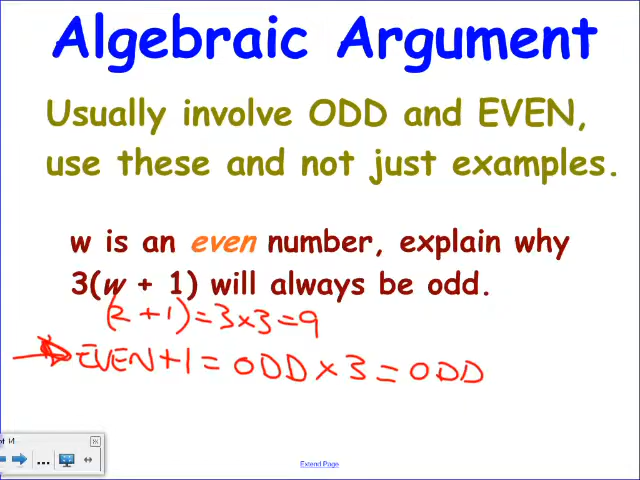 Algebraic Argument
Usually involve ODD and EVEN,
use these and not just examples.
w is an even number, explain why
3(w + 1) will always be odd.
(2 + 1) = 3 × 3 = 9
EVEN + 1 = ODD × 3 = ODD
...
Extend Page